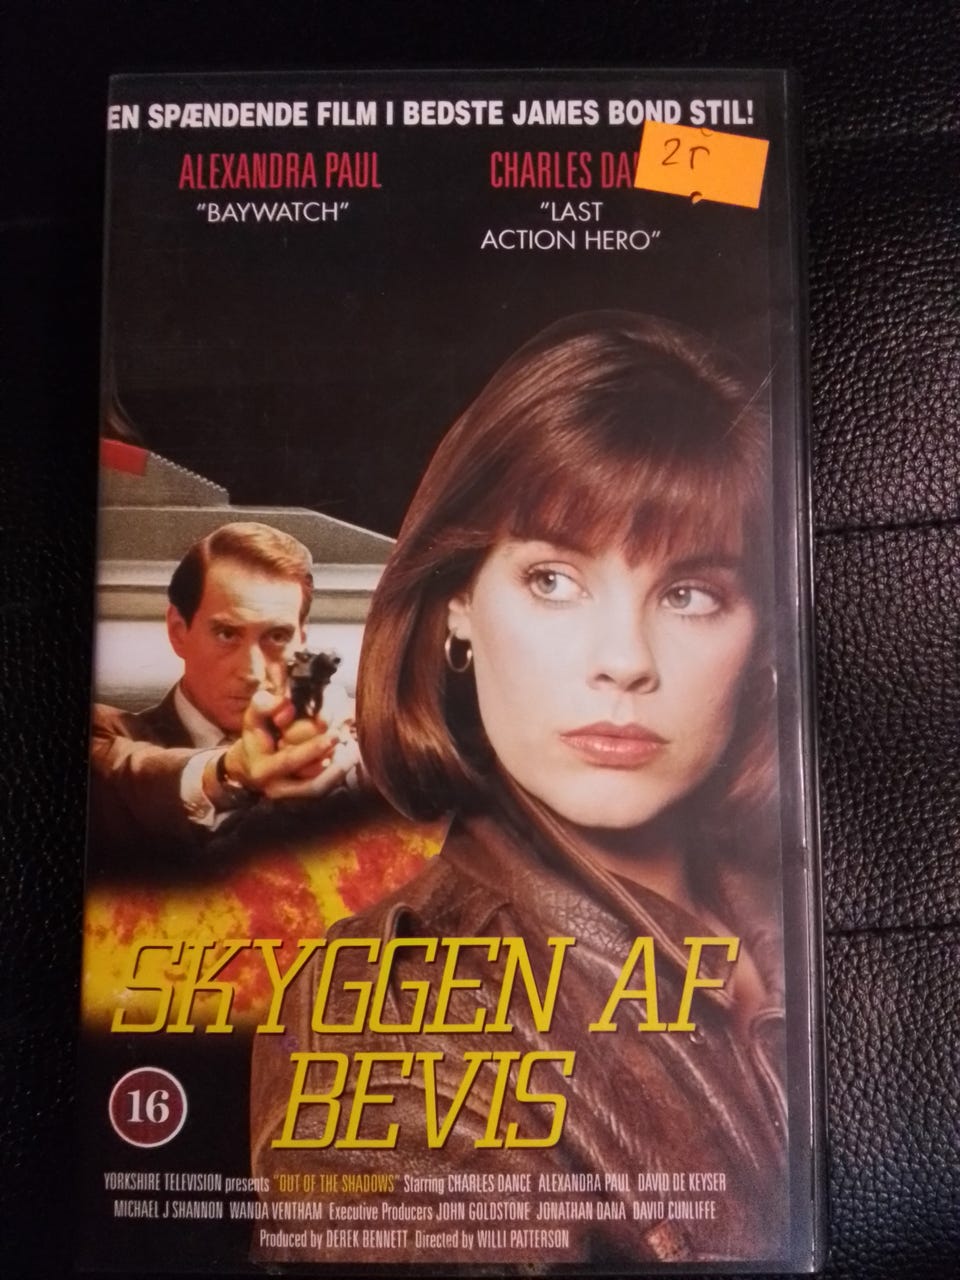 EN SPÆNDENDE FILM I BEDSTE JAMES BOND STIL!
ALEXANDRA PAUL
"BAYWATCH"
CHARLES
"LAST
ACTION HERO"
2 r
SKYGGEN AF
BEVIS
16
YORKSHIRE TELEVISION presents "OUT OF THE SHADOWS" Starring CHARLES DANCE ALEXANDRA PAUL DAVID DE KEYSER
MICHAEL J SHANNON WANDA VENTHAM Executive Producers JOHN GOLDSTONE JONATHAN DANA DAVID CUNLIFFE
Produced by DEREK BENNETT Directed by WILLI PATTERSON